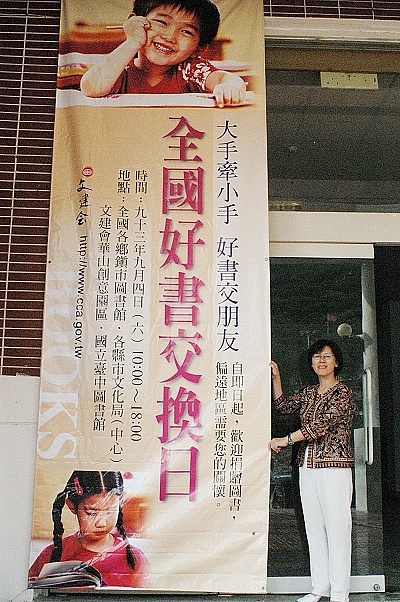 大手牽小手 好書交朋友
自即日起，歡迎捐贈圖書，
偏遠地區需要您的關懷。
全國好書交換日
時間：九十三年九月四日（六）10:00～18:00
地點：全國各鄉鎮市圖書館．各縣市文化局（中心）
文建會華山創意園區．國立臺中圖書館
文建會 http://www.cca.gov.tw
BOOKS